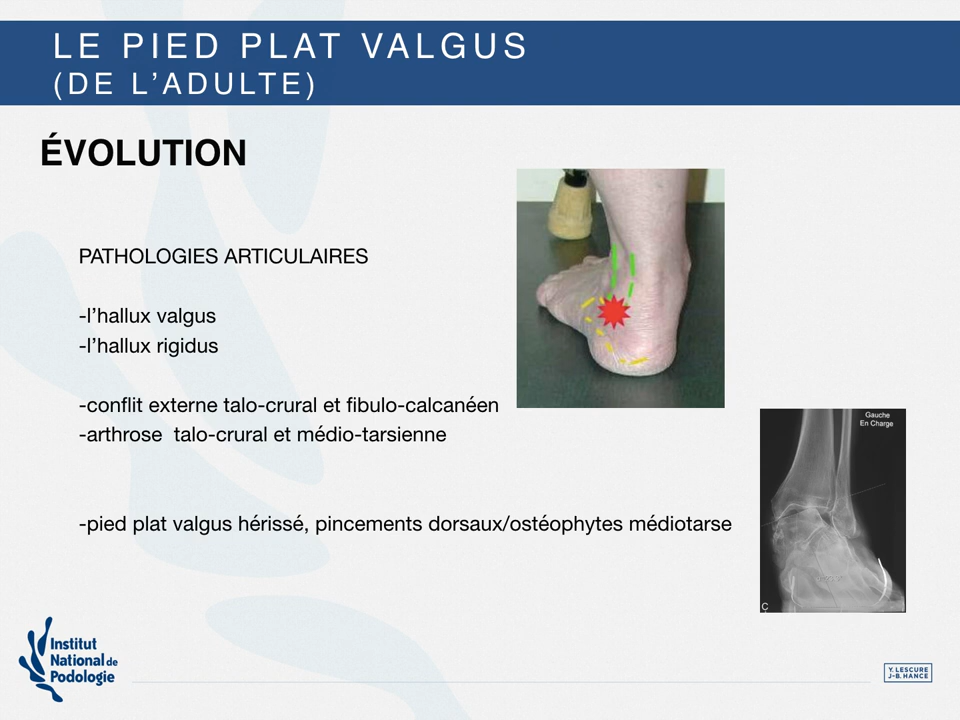 LE PIED PLAT VALGUS
(DE L’ADULTE)
ÉVOLUTION
PATHOLOGIES ARTICULAIRES
-l’hallux valgus
-l’hallux rigidus
-conflit externe talo-crural et fibulo-calcanéen
-arthrose  talo-crural et médio-tarsienne
-pied plat valgus hérissé, pincements dorsaux/ostéophytes médiotarse
Gauche
En Charge
C
Institut
National de
Podologie
Y. LESCURE
J-B. HANCE